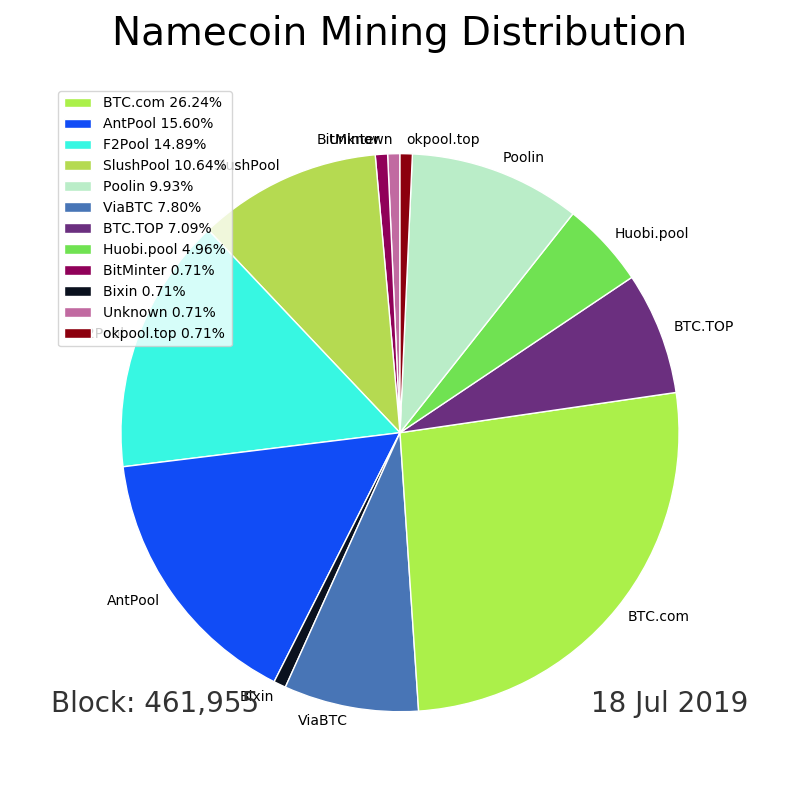 Namecoin Mining Distribution
BTC.com 26.24%
AntPool 15.60%
F2Pool 14.89%
SlushPool 10.64%
Poolin 9.93%
ViaBTC 7.80%
BTC.TOP 7.09%
Huobi.pool 4.96%
BitMinter 0.71%
Bixin 0.71%
Unknown 0.71%
okpool.top 0.71%
BitMinter
Unknown
okpool.top
Poolin
Huobi.pool
BTC.TOP
BTC.com
ViaBTC
Bixin
AntPool
Block: 461,955
18 Jul 2019